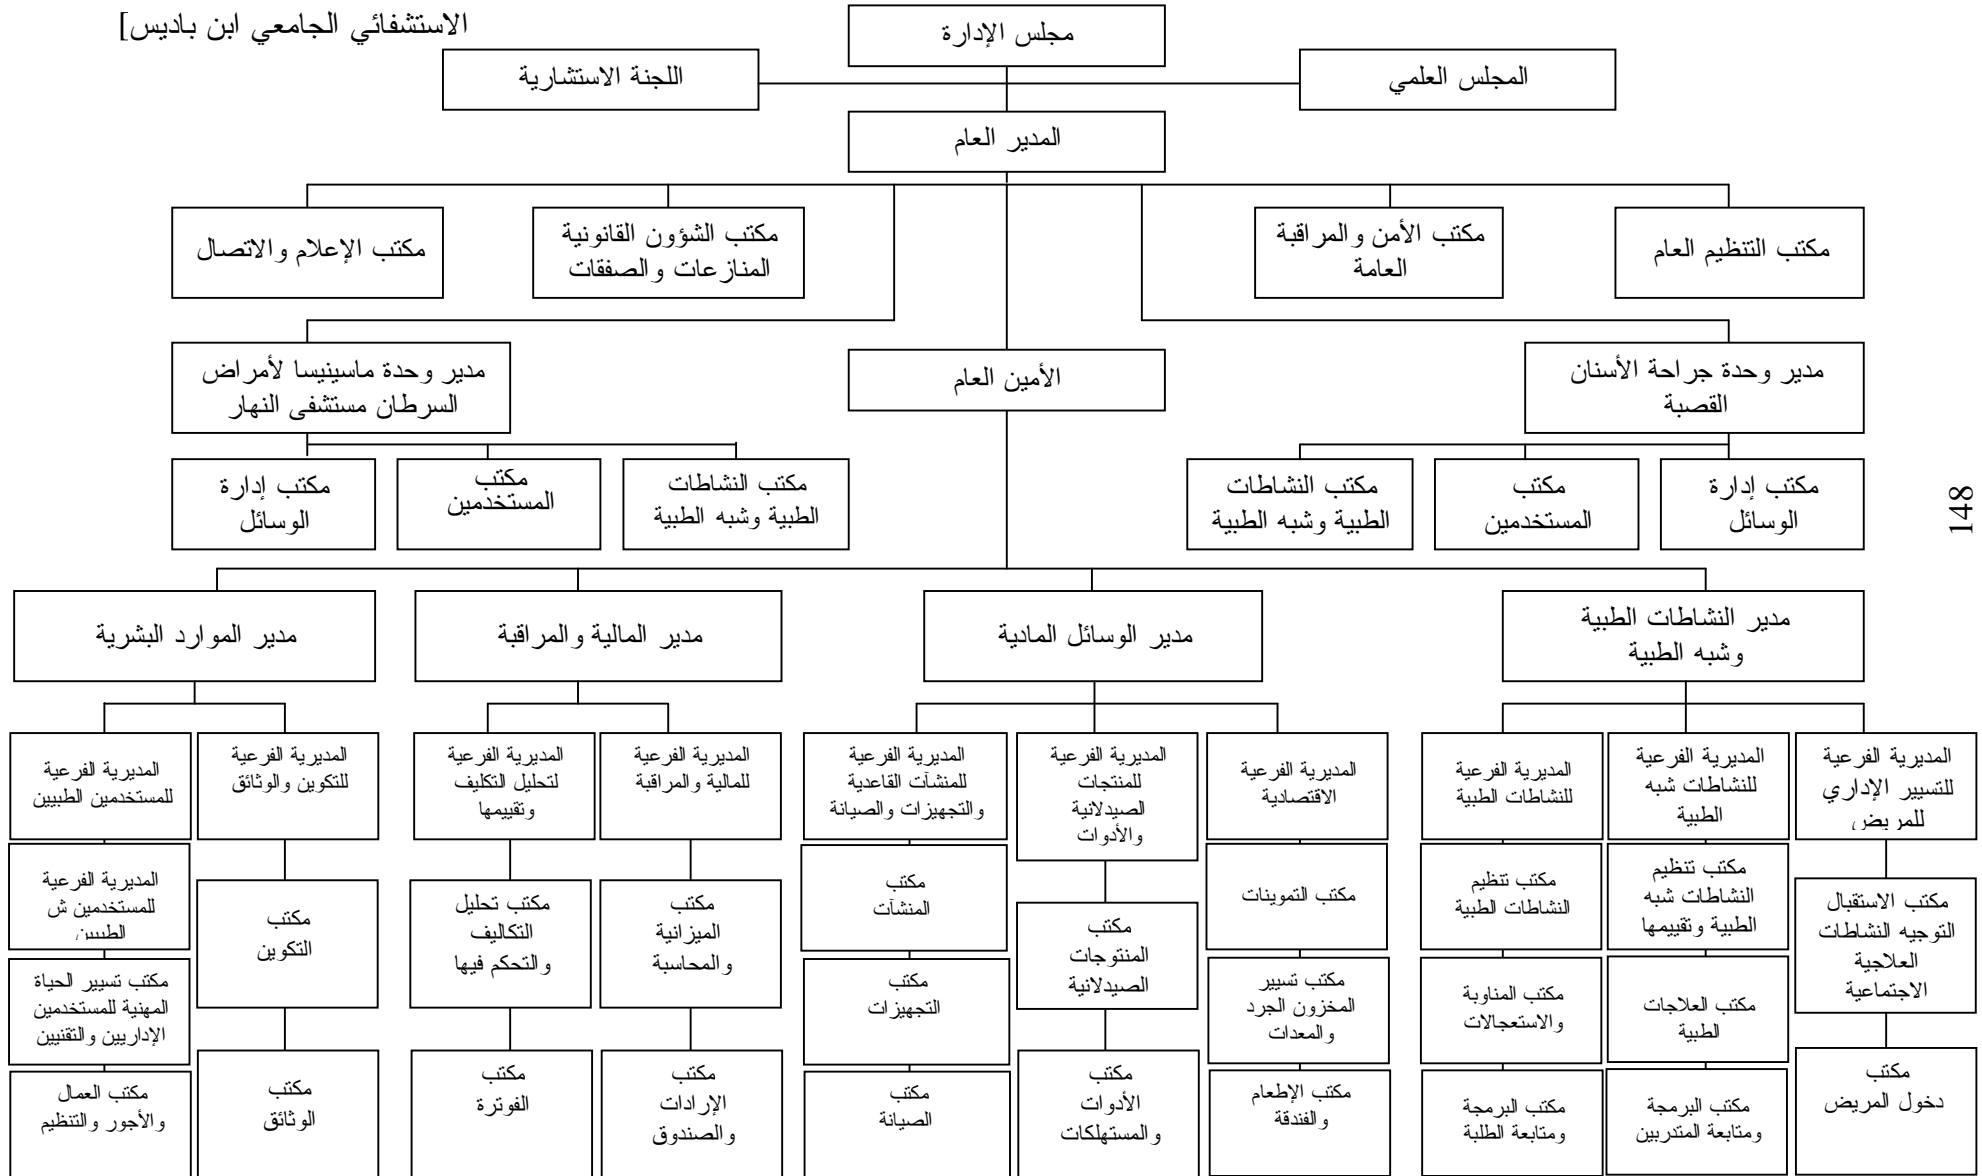 الاستشفائي الجامعي ابن باديس]
مجلس الإدارة
المجلس العلمي
اللجنة الاستشارية
المدير العام
مكتب التنظيم العام
مكتب الأمن والمراقبة
العامة
مكتب الشؤون القانونية
المنازعات والصفقات
مكتب الإعلام والاتصال
مدير وحدة جراحة الأسنان
القصبة
الأمين العام
مدير وحدة ماسينيسا لأمراض
السرطان مستشفى النهار
مكتب إدارة
الوسائل
مكتب
المستخدمين
مكتب النشاطات
الطبية وشبه الطبية
مكتب النشاطات
الطبية وشبه الطبية
مكتب
المستخدمين
مكتب إدارة
الوسائل
148
مدير النشاطات الطبية
وشبه الطبية
مدير الوسائل المادية
مدير المالية والمراقبة
مدير الموارد البشرية
المديرية الفرعية
للتسيير الإداري
للمريض
المديرية الفرعية
للنشاطات شبه
الطبية
المديرية الفرعية
للنشاطات الطبية
المديرية الفرعية
الاقتصادية
المديرية الفرعية
للمنتجات
الصيدلانية
والأدوات
المديرية الفرعية
للمنشآت القاعدية
والتجهيزات والصيانة
المديرية الفرعية
للمالية والمراقبة
المديرية الفرعية
لتحليل التكليف
وتقييمها
المديرية الفرعية
للتكوين والوثائق
المديرية الفرعية
للمستخدمين الطبيين
مكتب الاستقبال
التوجيه النشاطات
العلاجية
الاجتماعية
مكتب تنظيم
النشاطات شبه
الطبية وتقييمها
مكتب تنظيم
النشاطات الطبية
مكتب التموينات
مكتب
المنتوجات
الصيدلانية
مكتب
المنشآت
مكتب
الميزانية
والمحاسبة
مكتب تحليل
التكاليف
والتحكم فيها
مكتب
التكوين
المديرية الفرعية
للمستخدمين ش
الطبيين
مكتب العلاجات
الطبية
مكتب المناوبة
والاستعجالات
مكتب تسيير
المخزون الجرد
والمعدات
مكتب
التجهيزات
مكتب تسيير الحياة
المهنية للمستخدمين
الإداريين والتقنيين
مكتب
دخول المريض
مكتب البرمجة
ومتابعة المتدربين
مكتب البرمجة
ومتابعة الطلبة
مكتب الإطعام
والفندقة
مكتب
الأدوات
والمستهلكات
مكتب
الصيانة
مكتب
الإرادات
والصندوق
مكتب
الفوترة
مكتب
الوثائق
مكتب العمال
والأجور والتنظيم